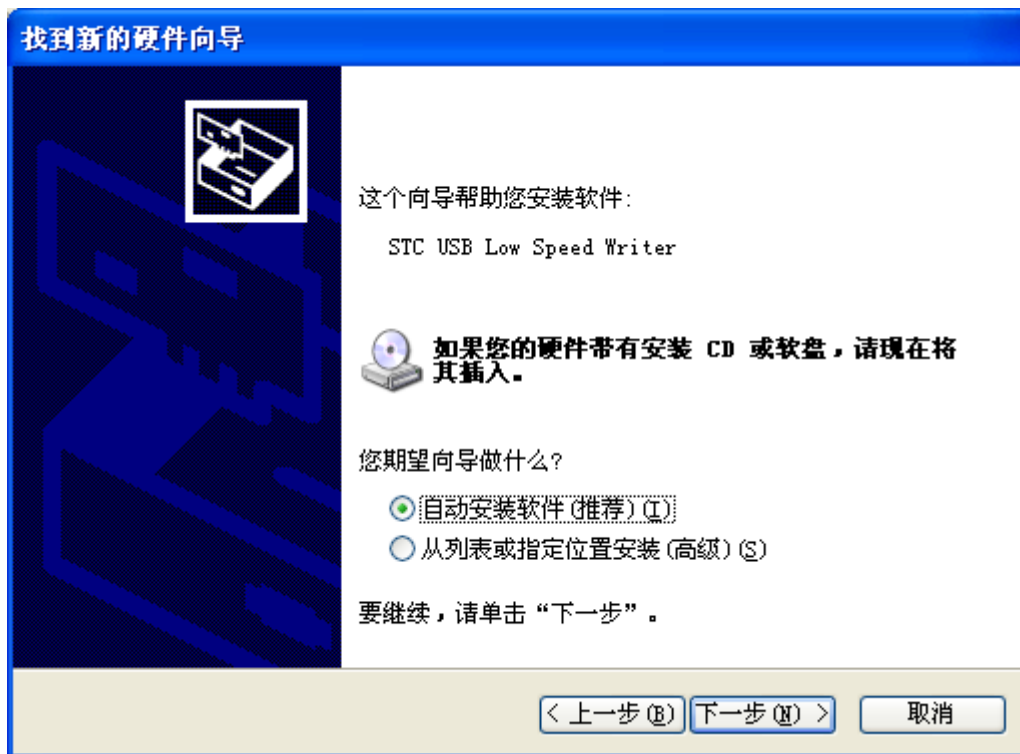 找到新的硬件向导
这个向导帮助您安装软件:
STC USB Low Speed Writer
如果您的硬件带有安装 CD 或软盘，请现在将
其插入。
您期望向导做什么?
自动安装软件(推荐)(I)
从列表或指定位置安装(高级)(S)
要继续，请单击“下一步”。
< 上一步(B)
下一步(N) >
取消